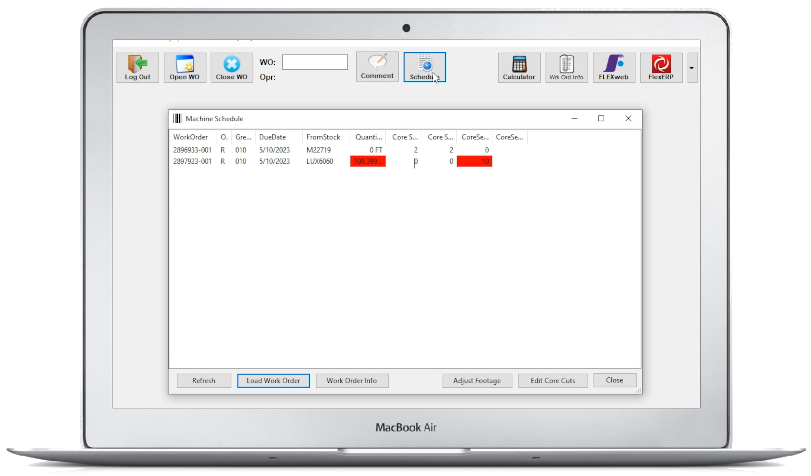 WO:
Log Out Open WO Close WO Opr: Comment Schedule Calculator Wrk Ord Info FLEXweb FlexERP
Machine Schedule
WorkOrder O. Gre... DueDate FromStock Quanti... Core S... Core S... CoreSe... CoreSe...
2896933-001 R 010 5/10/2023 M22719 0 FT 2 2 0
2897923-001 R 010 5/10/2023 LUX6060 0 0 10
Refresh Load Work Order Work Order Info Adjust Footage Edit Core Cuts Close
MacBook Air